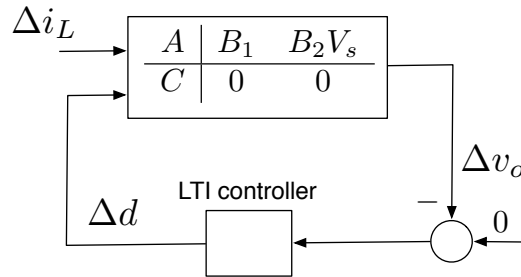 Δi_L
A B_1 B_2V_s
C 0 0
Δv_o
LTI controller
Δd
−
0